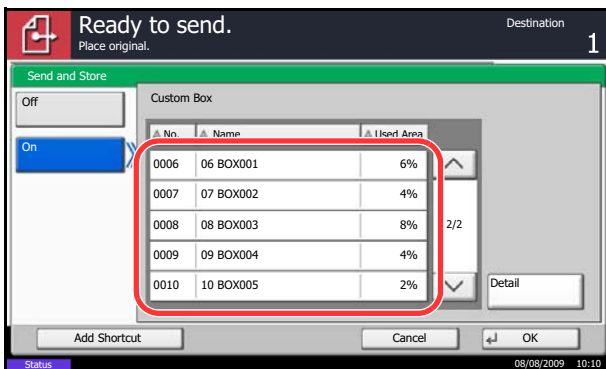 Ready to send.
Destination
Place original.
1
Send and Store
Off
On
Custom Box
No. Name Used Area
0006 06 BOX001 6%
0007 07 BOX002 4%
0008 08 BOX003 8%
2/2
0009 09 BOX004 4%
0010 10 BOX005 2%
Detail
Add Shortcut
Cancel
OK
Status
08/08/2009 10:10